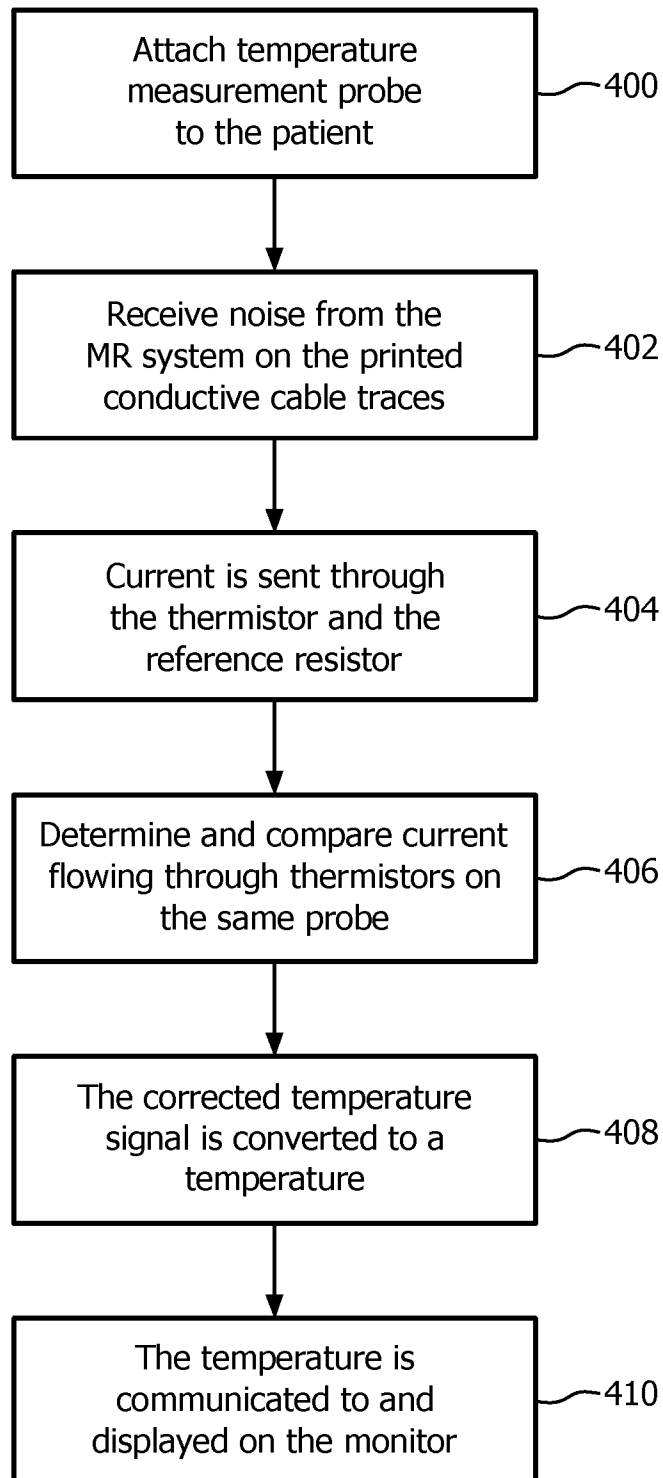 Attach temperature
measurement probe
to the patient
400
Receive noise from the
MR system on the printed
conductive cable traces
402
Current is sent through
the thermistor and the
reference resistor
404
Determine and compare current
flowing through thermistors on
the same probe
406
The corrected temperature
signal is converted to a
temperature
408
The temperature is
communicated to and
displayed on the monitor
410